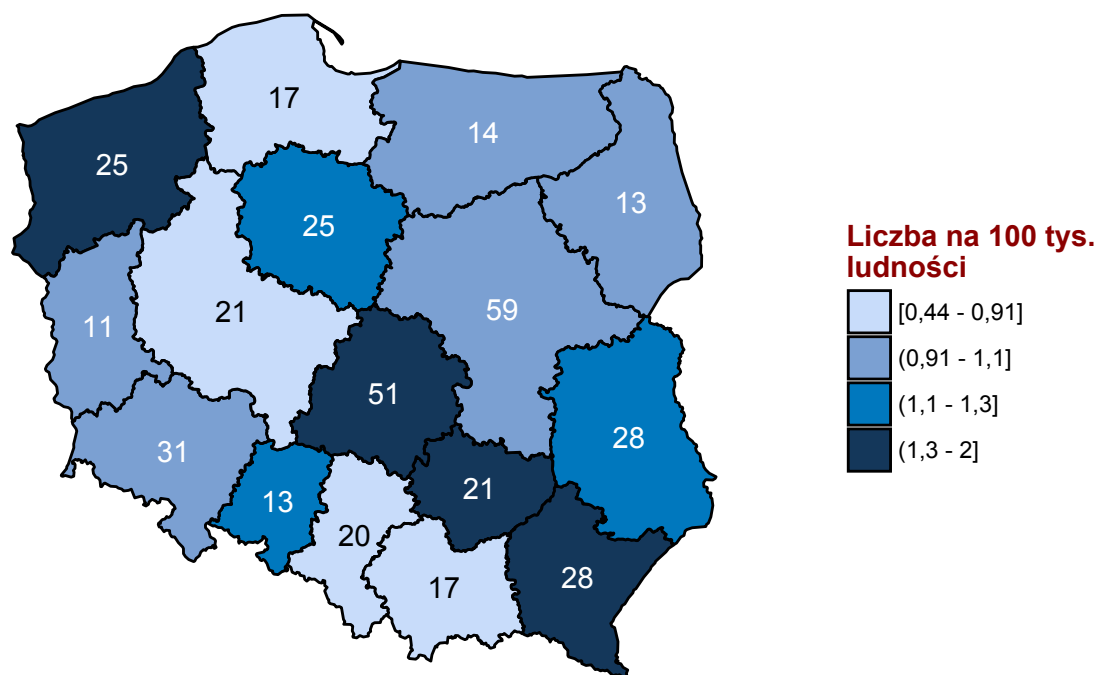 17
14
25
13
25
59
21
11
51
28
31
21
13
20
28
17
Liczba na 100 tys.
ludności
[0,44 - 0,91]
(0,91 - 1,1]
(1,1 - 1,3]
(1,3 - 2]